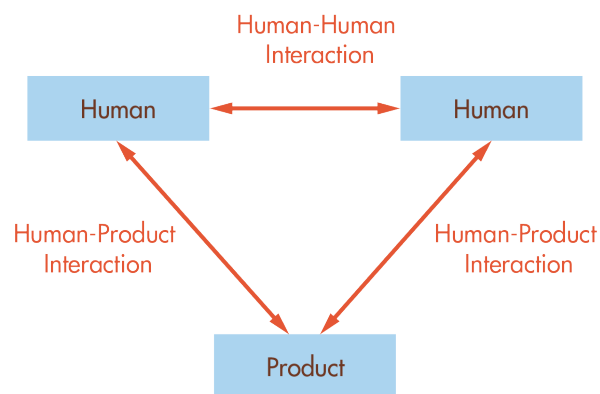 Human-Human
Interaction
Human
Human
Human-Product
Interaction
Human-Product
Interaction
Product